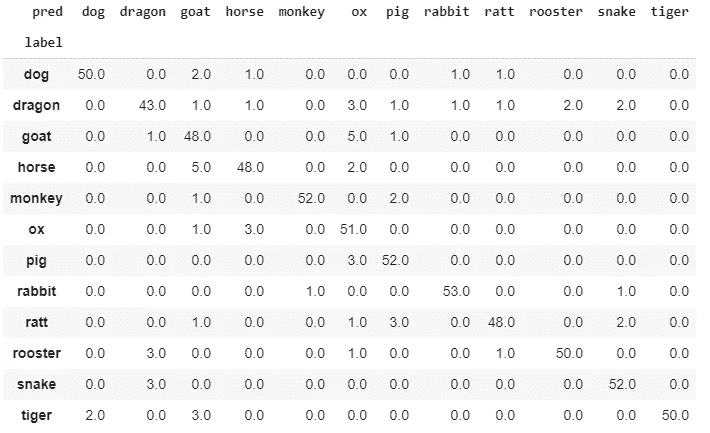 pred dog dragon goat horse monkey ox pig rabbit ratt rooster snake tiger
label
dog 50.0 0.0 2.0 1.0 0.0 0.0 0.0 1.0 1.0 0.0 0.0 0.0
dragon 0.0 43.0 1.0 1.0 0.0 3.0 1.0 1.0 1.0 2.0 2.0 0.0
goat 0.0 1.0 48.0 0.0 0.0 5.0 1.0 0.0 0.0 0.0 0.0 0.0
horse 0.0 0.0 5.0 48.0 0.0 2.0 0.0 0.0 0.0 0.0 0.0 0.0
monkey 0.0 0.0 1.0 0.0 52.0 0.0 2.0 0.0 0.0 0.0 0.0 0.0
ox 0.0 0.0 1.0 3.0 0.0 51.0 0.0 0.0 0.0 0.0 0.0 0.0
pig 0.0 0.0 0.0 0.0 0.0 3.0 52.0 0.0 0.0 0.0 0.0 0.0
rabbit 0.0 0.0 0.0 0.0 1.0 0.0 0.0 53.0 0.0 0.0 1.0 0.0
ratt 0.0 0.0 1.0 0.0 0.0 1.0 3.0 0.0 48.0 0.0 2.0 0.0
rooster 0.0 3.0 0.0 0.0 0.0 1.0 0.0 0.0 1.0 50.0 0.0 0.0
snake 0.0 3.0 0.0 0.0 0.0 0.0 0.0 0.0 0.0 0.0 52.0 0.0
tiger 2.0 0.0 3.0 0.0 0.0 0.0 0.0 0.0 0.0 0.0 0.0 50.0